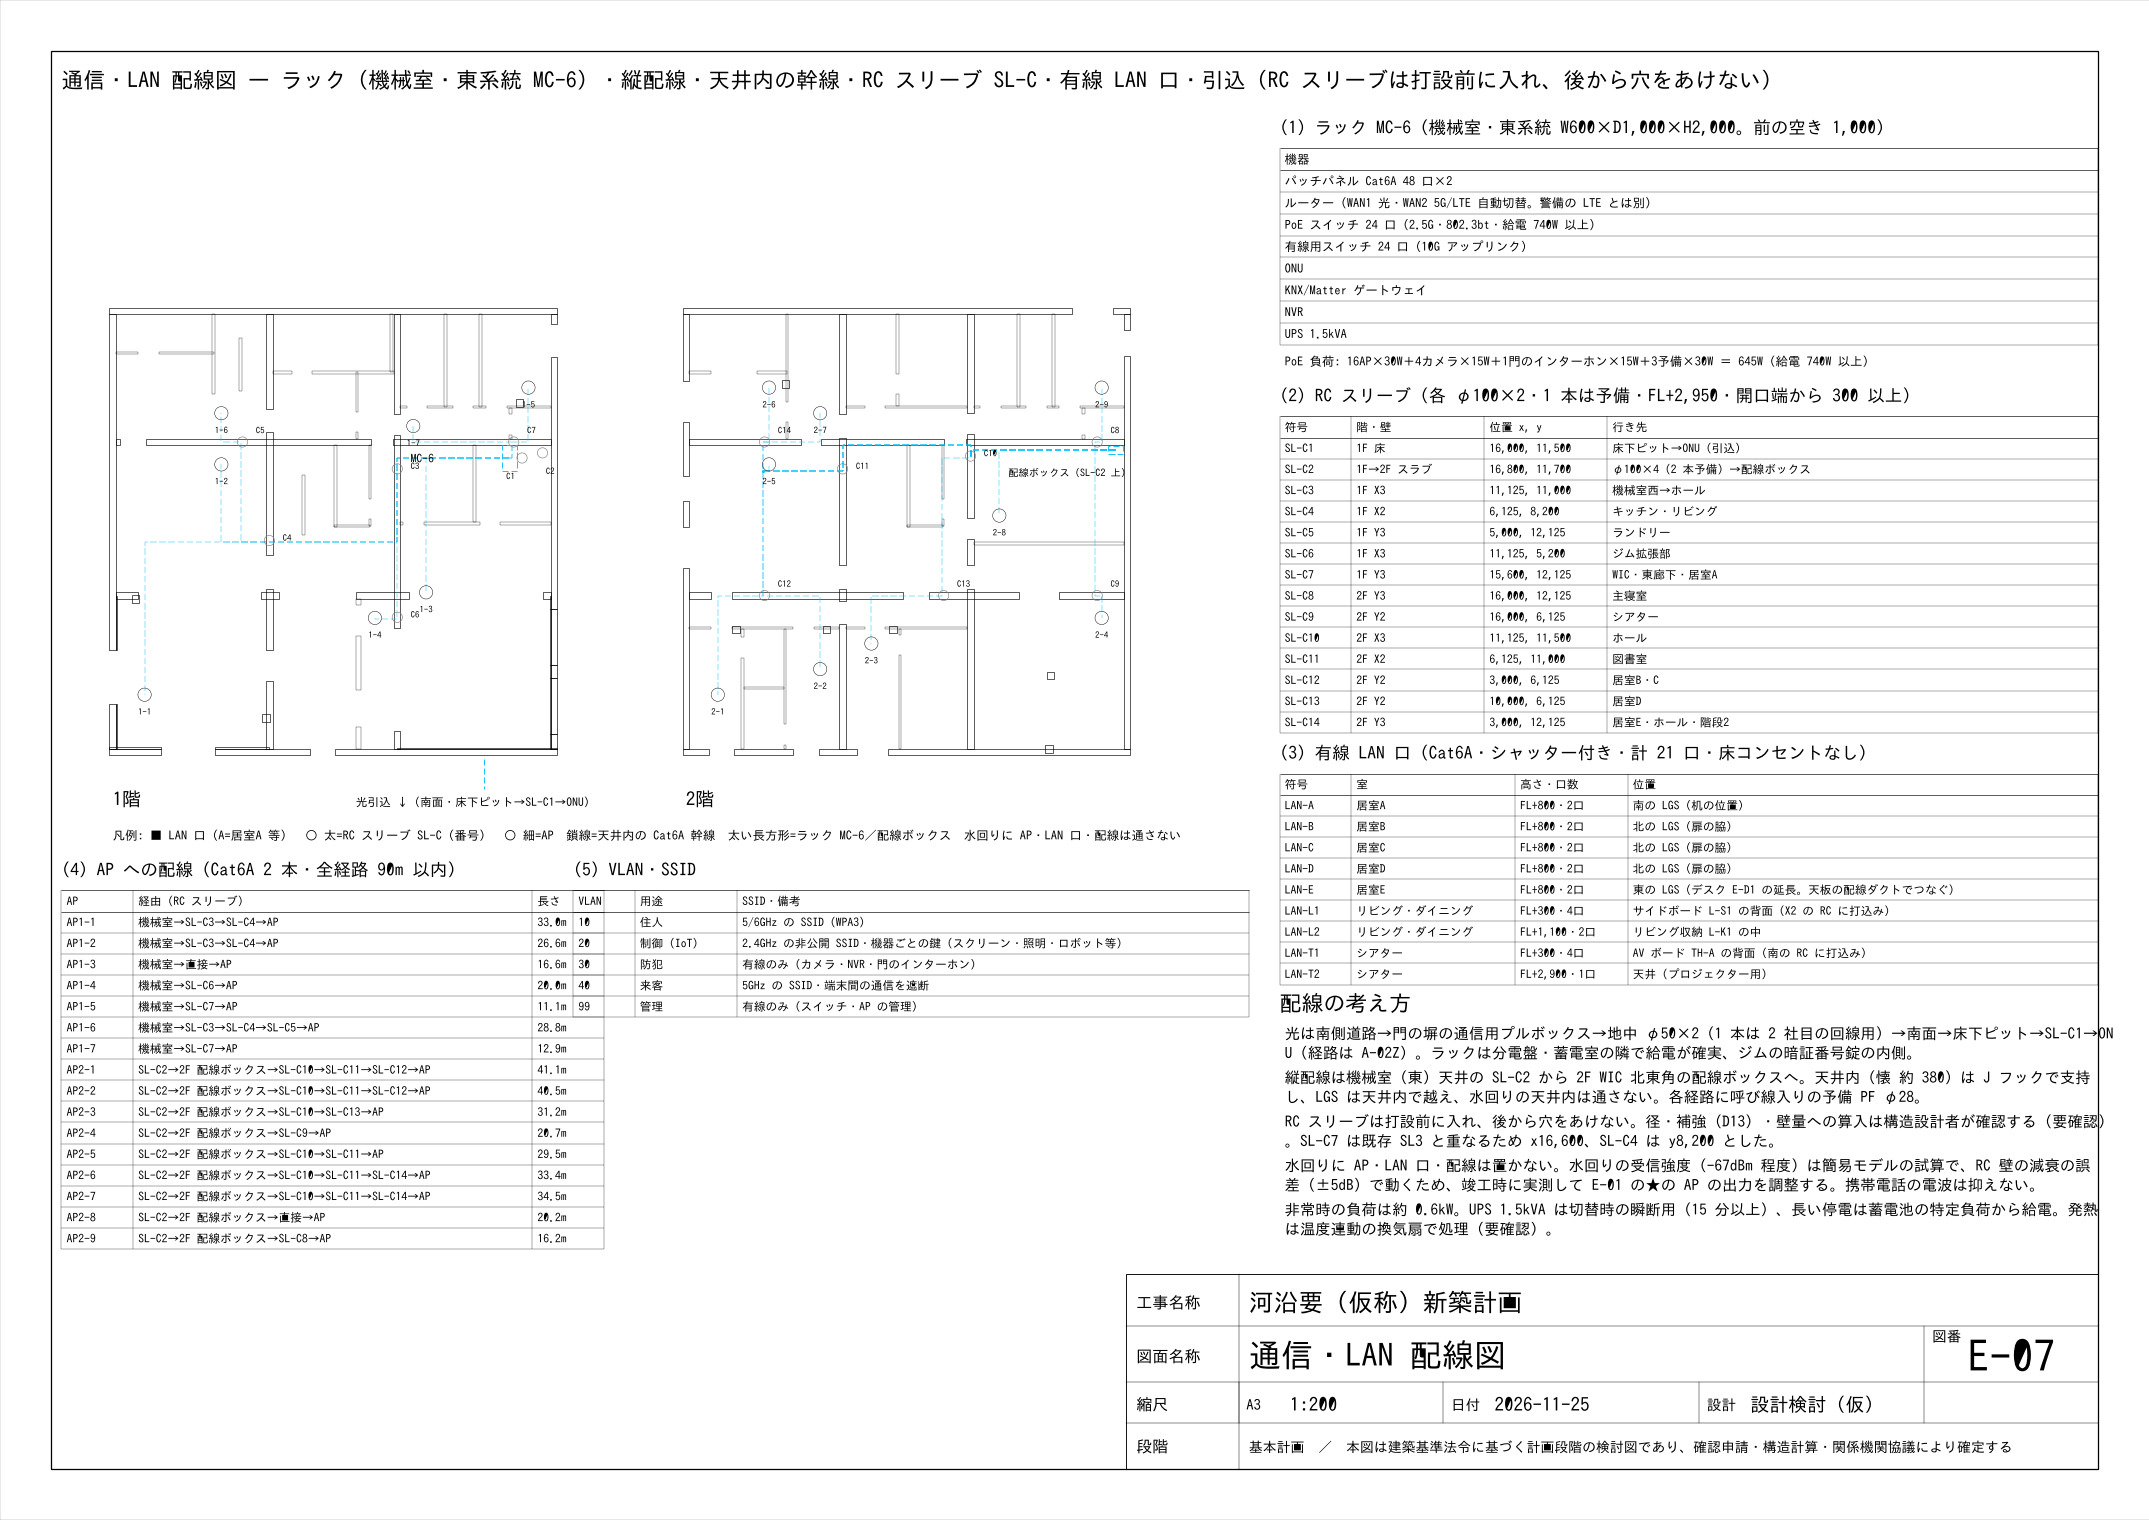 通信・LAN 配線図 ― ラック（機械室・東系統 MC-6）・縦配線・天井内の幹線・RC スリーブ SL-C・有線 LAN 口・引込（RC スリーブは打設前に入れ、後から穴をあけない）
1-6
C5
1-5
C7
1-7
MC-6
C3
C1
C2
1-2
C4
1-3
C6
1-4
1-1
1階
光引込 ↓（南面・床下ピット→SL-C1→ONU）
2-6
C14
2-7
2-9
C8
C10
C11
2-5
配線ボックス（SL-C2 上）
2-8
C12
C13
C9
2-4
2-3
2-2
2-1
2階
凡例: ■ LAN 口（A=居室A 等） ○ 太=RC スリーブ SL-C（番号） ○ 細=AP 鎖線=天井内の Cat6A 幹線 太い長方形=ラック MC-6／配線ボックス 水回りに AP・LAN 口・配線は通さない
(1) ラック MC-6（機械室・東系統 W600×D1,000×H2,000。前の空き 1,000）
機器
パッチパネル Cat6A 48 口×2
ルーター（WAN1 光・WAN2 5G/LTE 自動切替。警備の LTE とは別）
PoE スイッチ 24 口（2.5G・802.3bt・給電 740W 以上）
有線用スイッチ 24 口（10G アップリンク）
ONU
KNX/Matter ゲートウェイ
NVR
UPS 1.5kVA
PoE 負荷: 16AP×30W+4カメラ×15W+1門のインターホン×15W+3予備×30W = 645W（給電 740W 以上）
(2) RC スリーブ（各 φ100×2・1 本は予備・FL+2,950・開口端から 300 以上）
符号 階・壁 位置 x, y 行き先
SL-C1 1F 床 16,000, 11,500 床下ピット→ONU（引込）
SL-C2 1F→2F スラブ 16,800, 11,700 φ100×4（2 本予備）→配線ボックス
SL-C3 1F X3 11,125, 11,000 機械室西→ホール
SL-C4 1F X2 6,125, 8,200 キッチン・リビング
SL-C5 1F Y3 5,000, 12,125 ランドリー
SL-C6 1F X3 11,125, 5,200 ジム拡張部
SL-C7 1F Y3 15,600, 12,125 WIC・東廊下・居室A
SL-C8 2F Y3 16,000, 12,125 主寝室
SL-C9 2F Y2 16,000, 6,125 シアター
SL-C10 2F X3 11,125, 11,500 ホール
SL-C11 2F X2 6,125, 11,000 図書室
SL-C12 2F Y2 3,000, 6,125 居室B・C
SL-C13 2F Y2 10,000, 6,125 居室D
SL-C14 2F Y3 3,000, 12,125 居室E・ホール・階段2
(3) 有線 LAN 口（Cat6A・シャッター付き・計 21 口・床コンセントなし）
符号 室 高さ・口数 位置
LAN-A 居室A FL+800・2口 南の LGS（机の位置）
LAN-B 居室B FL+800・2口 北の LGS（扉の脇）
LAN-C 居室C FL+800・2口 北の LGS（扉の脇）
LAN-D 居室D FL+800・2口 北の LGS（扉の脇）
LAN-E 居室E FL+800・2口 東の LGS（デスク E-D1 の延長。天板の配線ダクトでつなぐ）
LAN-L1 リビング・ダイニング FL+300・4口 サイドボード L-S1 の背面（X2 の RC に打込み）
LAN-L2 リビング・ダイニング FL+1,100・2口 リビング収納 L-K1 の中
LAN-T1 シアター FL+300・4口 AV ボード TH-A の背面（南の RC に打込み）
LAN-T2 シアター FL+2,900・1口 天井（プロジェクター用）
(4) AP への配線（Cat6A 2 本・全経路 90m 以内）
AP 経由（RC スリーブ） 長さ
AP1-1 機械室→SL-C3→SL-C4→AP 33.0m
AP1-2 機械室→SL-C3→SL-C4→AP 26.6m
AP1-3 機械室→直接→AP 16.6m
AP1-4 機械室→SL-C6→AP 20.0m
AP1-5 機械室→SL-C7→AP 11.1m
AP1-6 機械室→SL-C3→SL-C4→SL-C5→AP 28.8m
AP1-7 機械室→SL-C7→AP 12.9m
AP2-1 SL-C2→2F 配線ボックス→SL-C10→SL-C11→SL-C12→AP 41.1m
AP2-2 SL-C2→2F 配線ボックス→SL-C10→SL-C11→SL-C12→AP 40.5m
AP2-3 SL-C2→2F 配線ボックス→SL-C10→SL-C13→AP 31.2m
AP2-4 SL-C2→2F 配線ボックス→SL-C9→AP 20.7m
AP2-5 SL-C2→2F 配線ボックス→SL-C10→SL-C11→AP 29.5m
AP2-6 SL-C2→2F 配線ボックス→SL-C10→SL-C11→SL-C14→AP 33.4m
AP2-7 SL-C2→2F 配線ボックス→SL-C10→SL-C11→SL-C14→AP 34.5m
AP2-8 SL-C2→2F 配線ボックス→直接→AP 20.2m
AP2-9 SL-C2→2F 配線ボックス→SL-C8→AP 16.2m
(5) VLAN・SSID
VLAN 用途 SSID・備考
10 住人 5/6GHz の SSID（WPA3）
20 制御（IoT） 2.4GHz の非公開 SSID・機器ごとの鍵（スクリーン・照明・ロボット等）
30 防犯 有線のみ（カメラ・NVR・門のインターホン）
40 来客 5GHz の SSID・端末間の通信を遮断
99 管理 有線のみ（スイッチ・AP の管理）
配線の考え方
光は南側道路→門の塀の通信用プルボックス→地中 φ50×2（1 本は 2 社目の回線用）→南面→床下ピット→SL-C1→ON
U（経路は A-02Z）。ラックは分電盤・蓄電室の隣で給電が確実、ジムの暗証番号錠の内側。
縦配線は機械室（東）天井の SL-C2 から 2F WIC 北東角の配線ボックスへ。天井内（懐 約 380）は J フックで支持
し、LGS は天井内で越え、水回りの天井内は通さない。各経路に呼び線入りの予備 PF φ28。
RC スリーブは打設前に入れ、後から穴をあけない。径・補強（D13）・壁量への算入は構造設計者が確認する（要確認）
。SL-C7 は既存 SL3 と重なるため x16,600、SL-C4 は y8,200 とした。
水回りに AP・LAN 口・配線は置かない。水回りの受信強度（-67dBm 程度）は簡易モデルの試算で、RC 壁の減衰の誤
差（±5dB）で動くため、竣工時に実測して E-01 の★の AP の出力を調整する。携帯電話の電波は抑えない。
非常時の負荷は約 0.6kW。UPS 1.5kVA は切替時の瞬断用（15 分以上）、長い停電は蓄電池の特定負荷から給電。発熱
は温度連動の換気扇で処理（要確認）。
工事名称 河沿要（仮称）新築計画
図面名称 通信・LAN 配線図 図番 E-07
縮尺 A3 1:200 日付 2026-11-25 設計 設計検討（仮）
段階 基本計画 ／ 本図は建築基準法令に基づく計画段階の検討図であり、確認申請・構造計算・関係機関協議により確定する